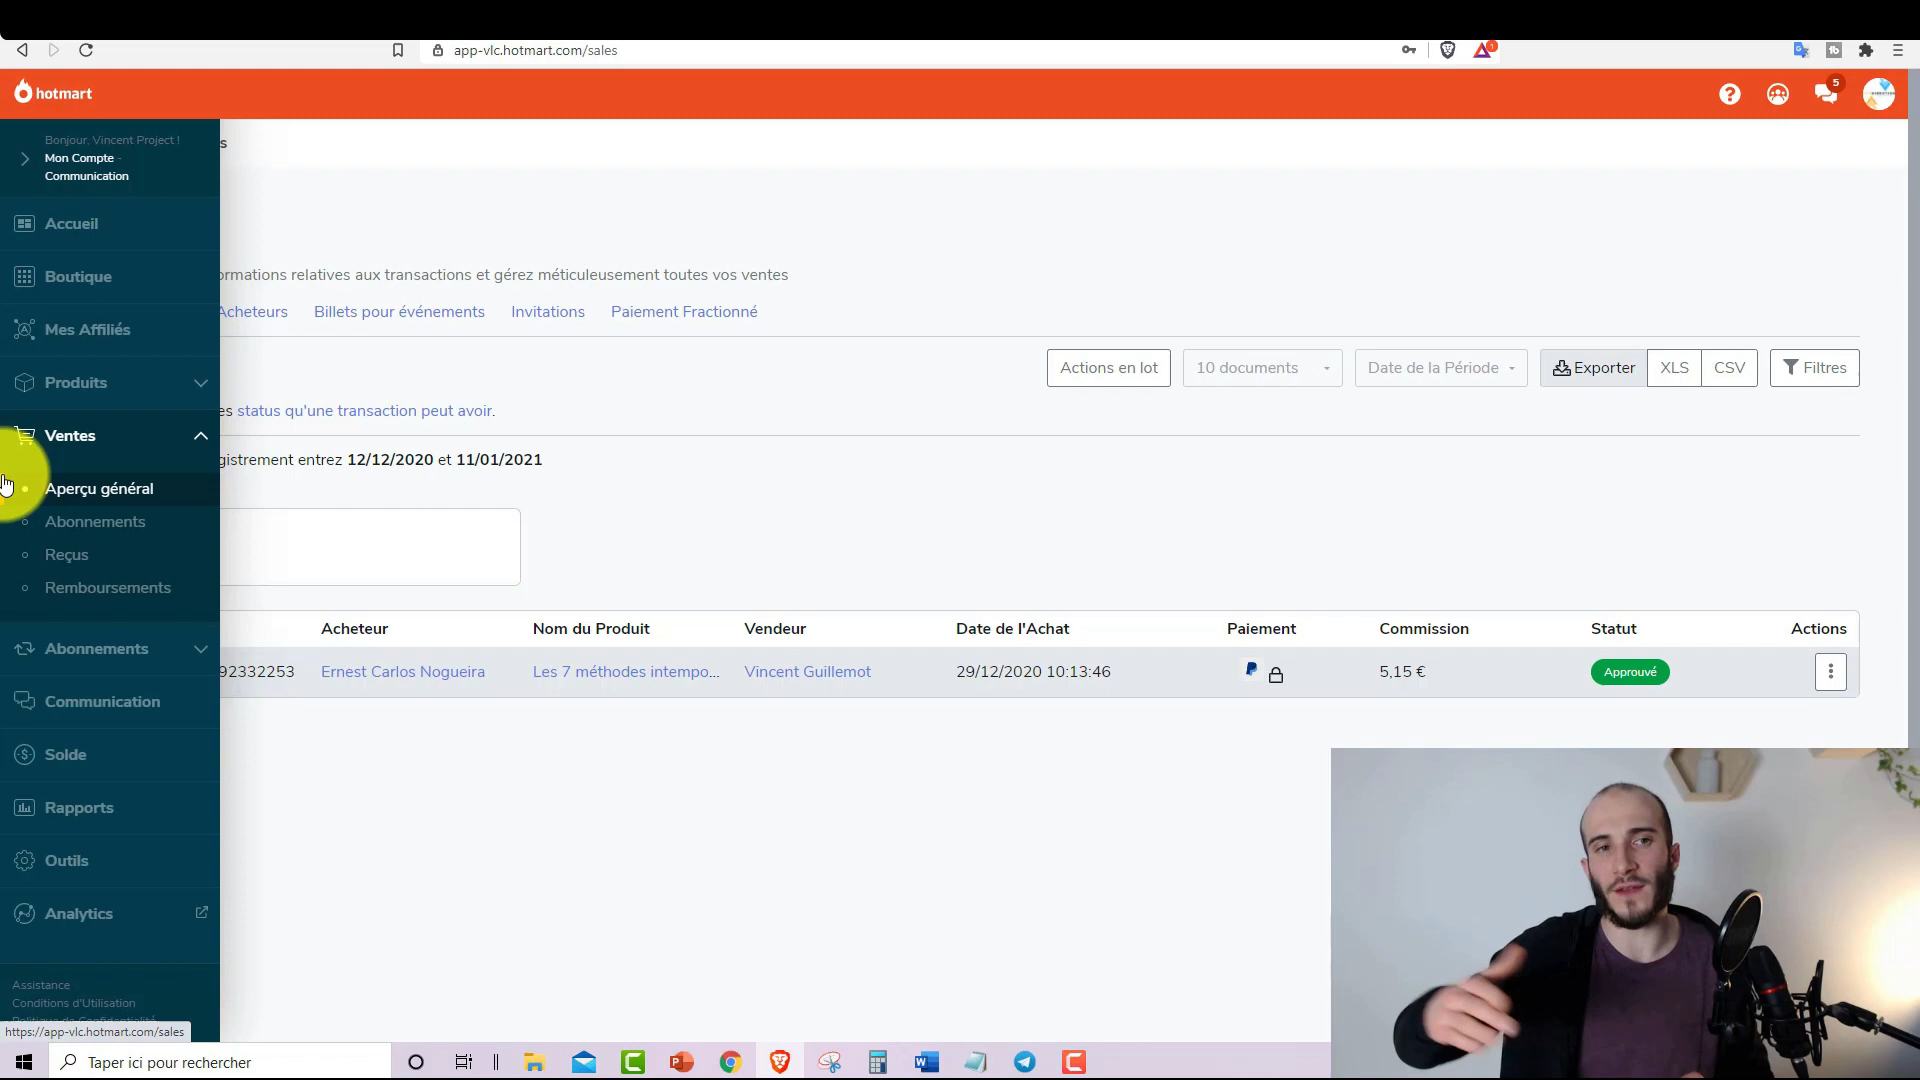 app-vlc.hotmart.com/sales
1
hotmart
5
Bonjour, Vincent Project !
Mon Compte -
Communication
s
Accueil
Boutique
ormations relatives aux transactions et gérez méticuleusement toutes vos ventes
Acheteurs Billets pour événements Invitations Paiement Fractionné
Mes Affiliés
Actions en lot 10 documents Date de la Période Exporter XLS CSV Filtres
Produits
es status qu'une transaction peut avoir.
Ventes
gistrement entrez 12/12/2020 et 11/01/2021
Aperçu général
Abonnements
Reçus
Remboursements
Acheteur Nom du Produit Vendeur Date de l'Achat Paiement Commission Statut Actions
92332253 Ernest Carlos Nogueira Les 7 méthodes intempo... Vincent Guillemot 29/12/2020 10:13:46 5,15 € Approuvé
Abonnements
Communication
Solde
Rapports
Outils
Analytics
Assistance
Conditions d'Utilisation
Politique de Confidentialité
https://app-vlc.hotmart.com/sales
Taper ici pour rechercher